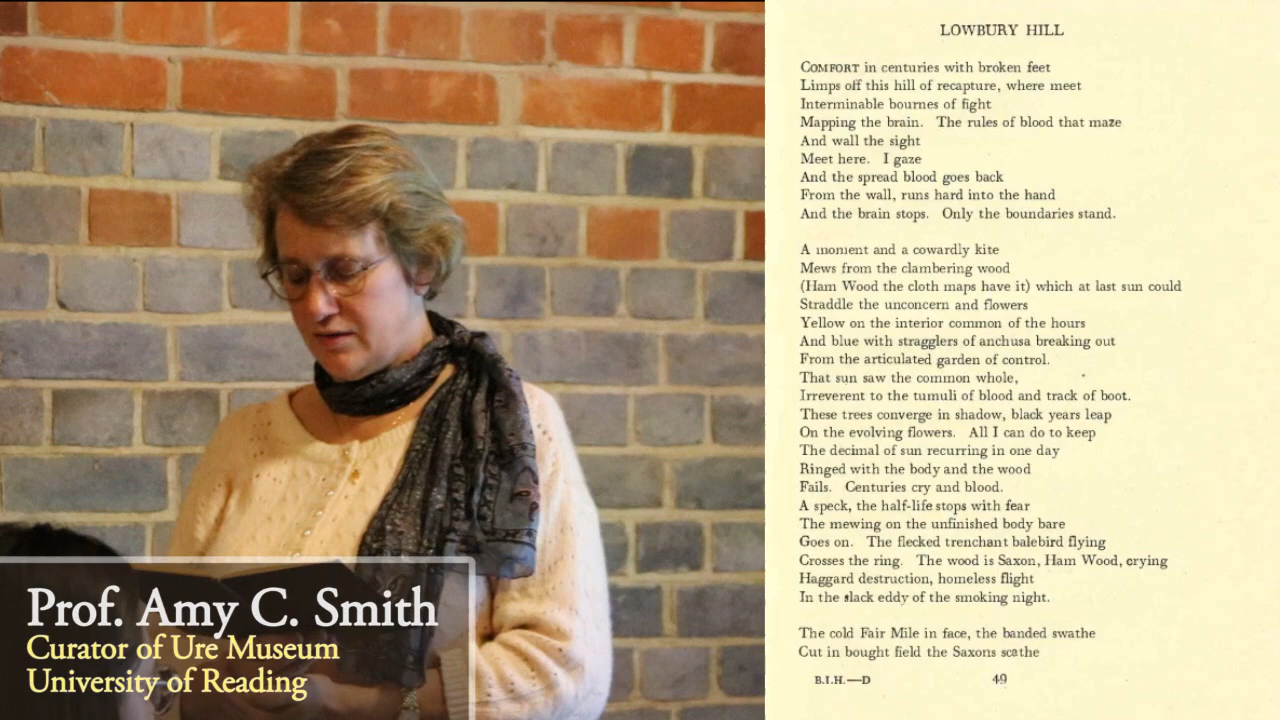 Prof. Amy C. Smith
Curator of Ure Museum
University of Reading
LOWBURY HILL
COMFORT in centuries with broken feet
Limps off this hill of recapture, where meet
Interminable bournes of fight
Mapping the brain. The rules of blood that maze
And wall the sight
Meet here. I gaze
And the spread blood goes back
From the wall, runs hard into the hand
And the brain stops. Only the boundaries stand.
A moment and a cowardly kite
Mews from the clambering wood
(Ham Wood the cloth maps have it) which at last sun could
Straddle the unconcern and flowers
Yellow on the interior common of the hours
And blue with stragglers of anchusa breaking out
From the articulated garden of control.
That sun saw the common whole,
Irreverent to the tumuli of blood and track of boot.
These trees converge in shadow, black years leap
On the evolving flowers. All I can do to keep
The decimal of sun recurring in one day
Ringed with the body and the wood
Fails. Centuries cry and blood.
A speck, the half-life stops with fear
The mewing on the unfinished body bare
Goes on. The flecked trenchant balebird flying
Crosses the ring. The wood is Saxon, Ham Wood, crying
Haggard destruction, homeless flight
In the slack eddy of the smoking night.
The cold Fair Mile in face, the banded swathe
Cut in bought field the Saxons scathe
B.I.H.—D 49